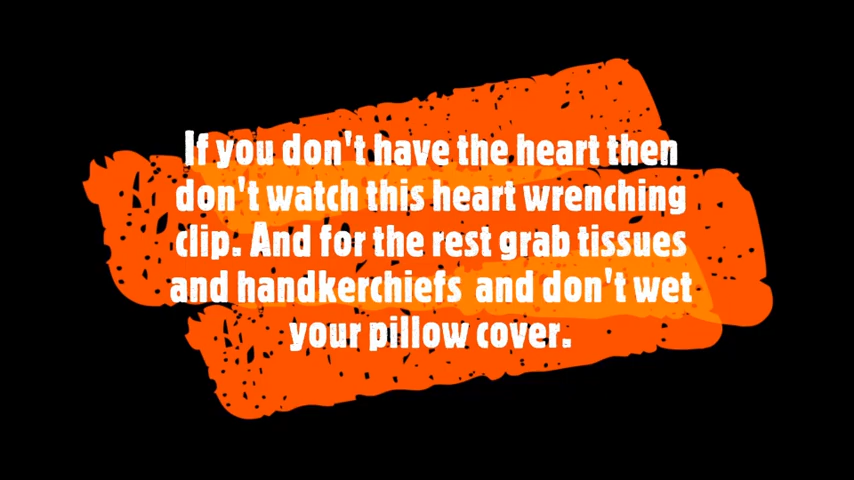 If you don't have the heart then
don't watch this heart wrenching
clip. And for the rest grab tissues
and handkerchiefs and don't wet
your pillow cover.